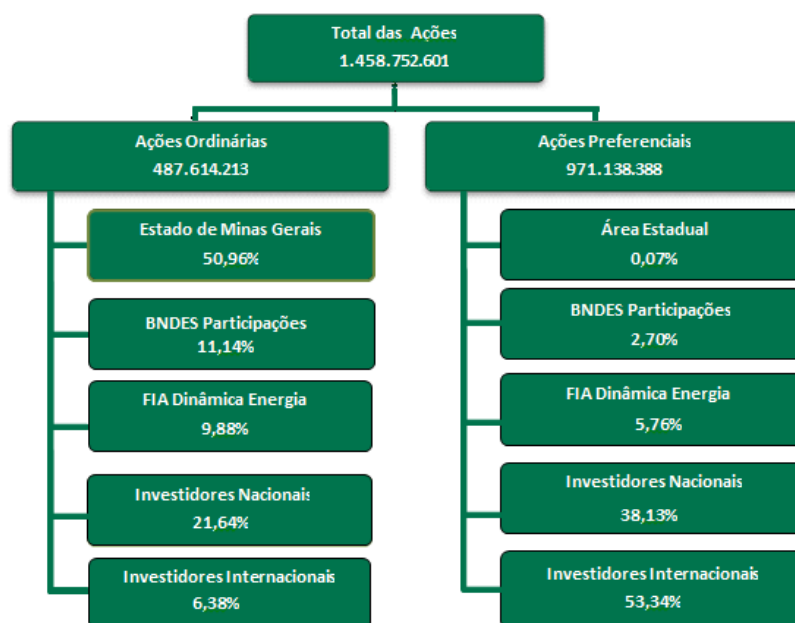 Total das Ações
1.458.752.601
Ações Ordinárias
487.614.213
Estado de Minas Gerais
50,96%
BNDES Participações
11,14%
FIA Dinâmica Energia
9,88%
Investidores Nacionais
21,64%
Investidores Internacionais
6,38%
Ações Preferenciais
971.138.388
Área Estadual
0,07%
BNDES Participações
2,70%
FIA Dinâmica Energia
5,76%
Investidores Nacionais
38,13%
Investidores Internacionais
53,34%